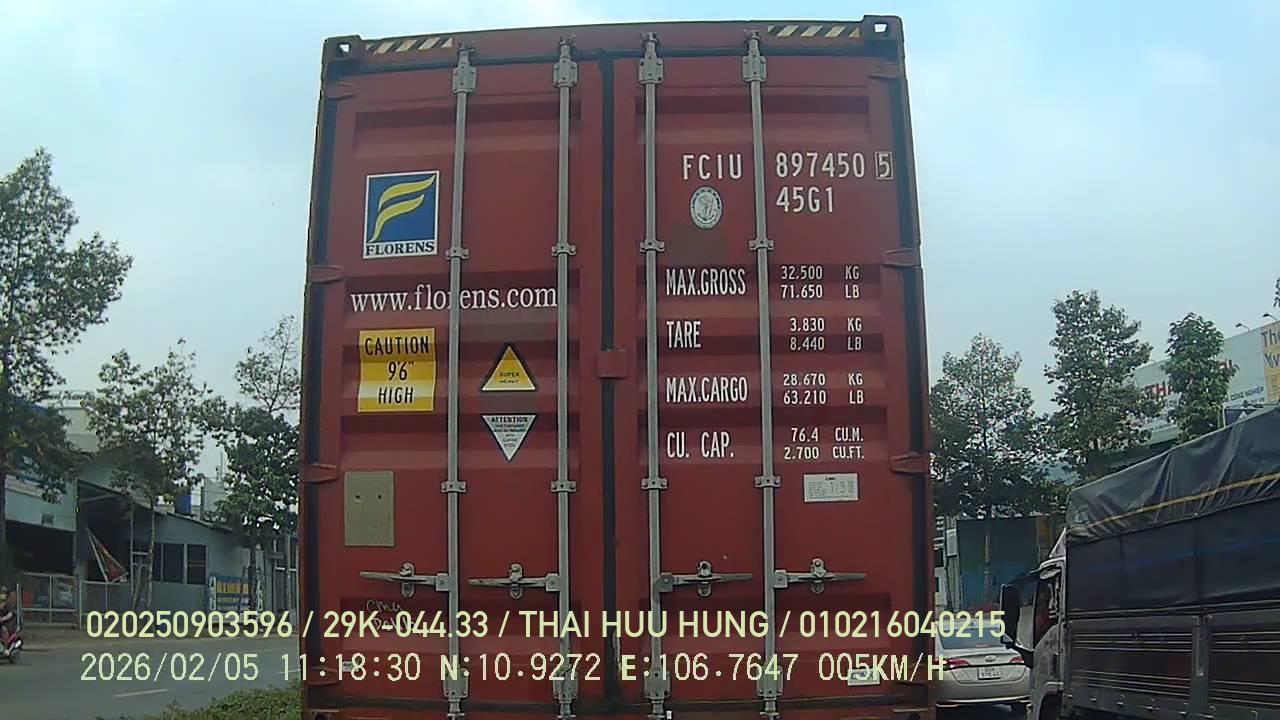 FCIU 897450 5
45G1
FLORENS
www.florens.com
CAUTION
9'6"
HIGH
SUPER
HEAVY
ATTENTION
MAX.GROSS 32.500 KG
71.650 LB
TARE 3.830 KG
8.440 LB
MAX.CARGO 28.670 KG
63.210 LB
CU. CAP. 76.4 CU.M.
2.700 CU.FT.
020250903596 / 29K-044.33 / THAI HUU HUNG / 010216040215
2026/02/05 11:18:30 N:10.9272 E:106.7647 005KM/H